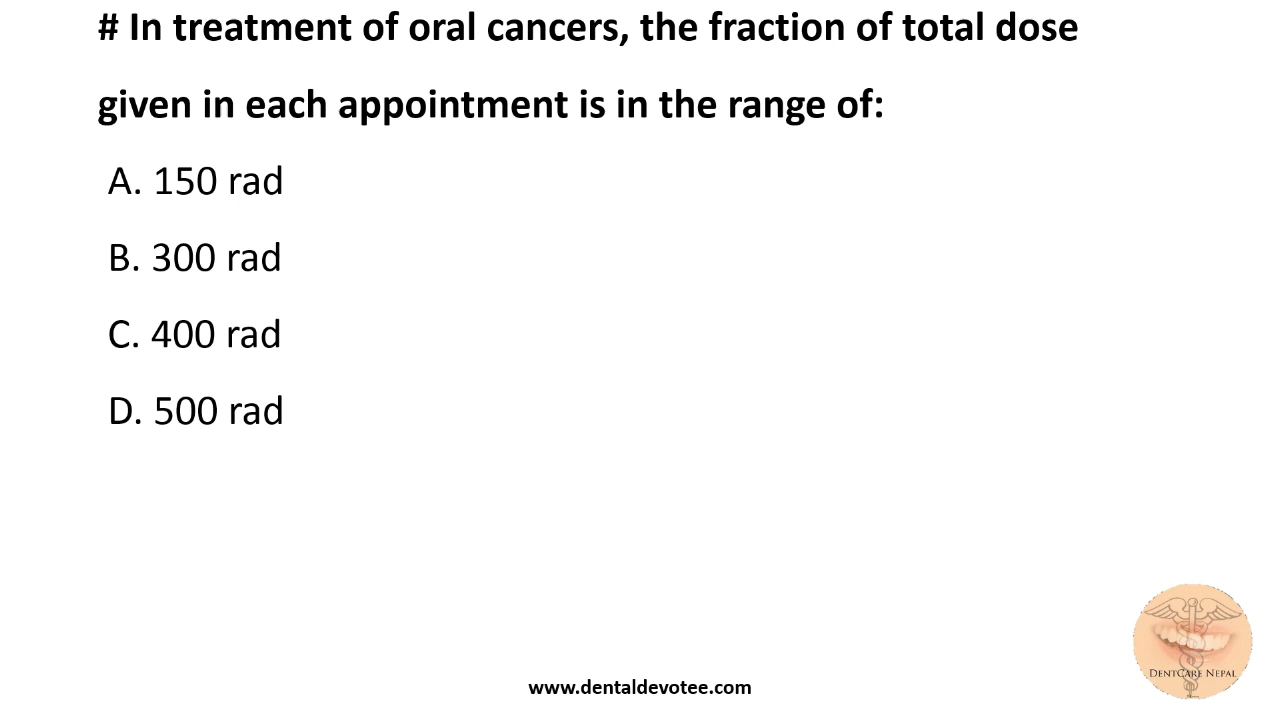 # In treatment of oral cancers, the fraction of total dose
given in each appointment is in the range of:
A. 150 rad
B. 300 rad
C. 400 rad
D. 500 rad
DENTCARE NEPAL
www.dentaldevotee.com